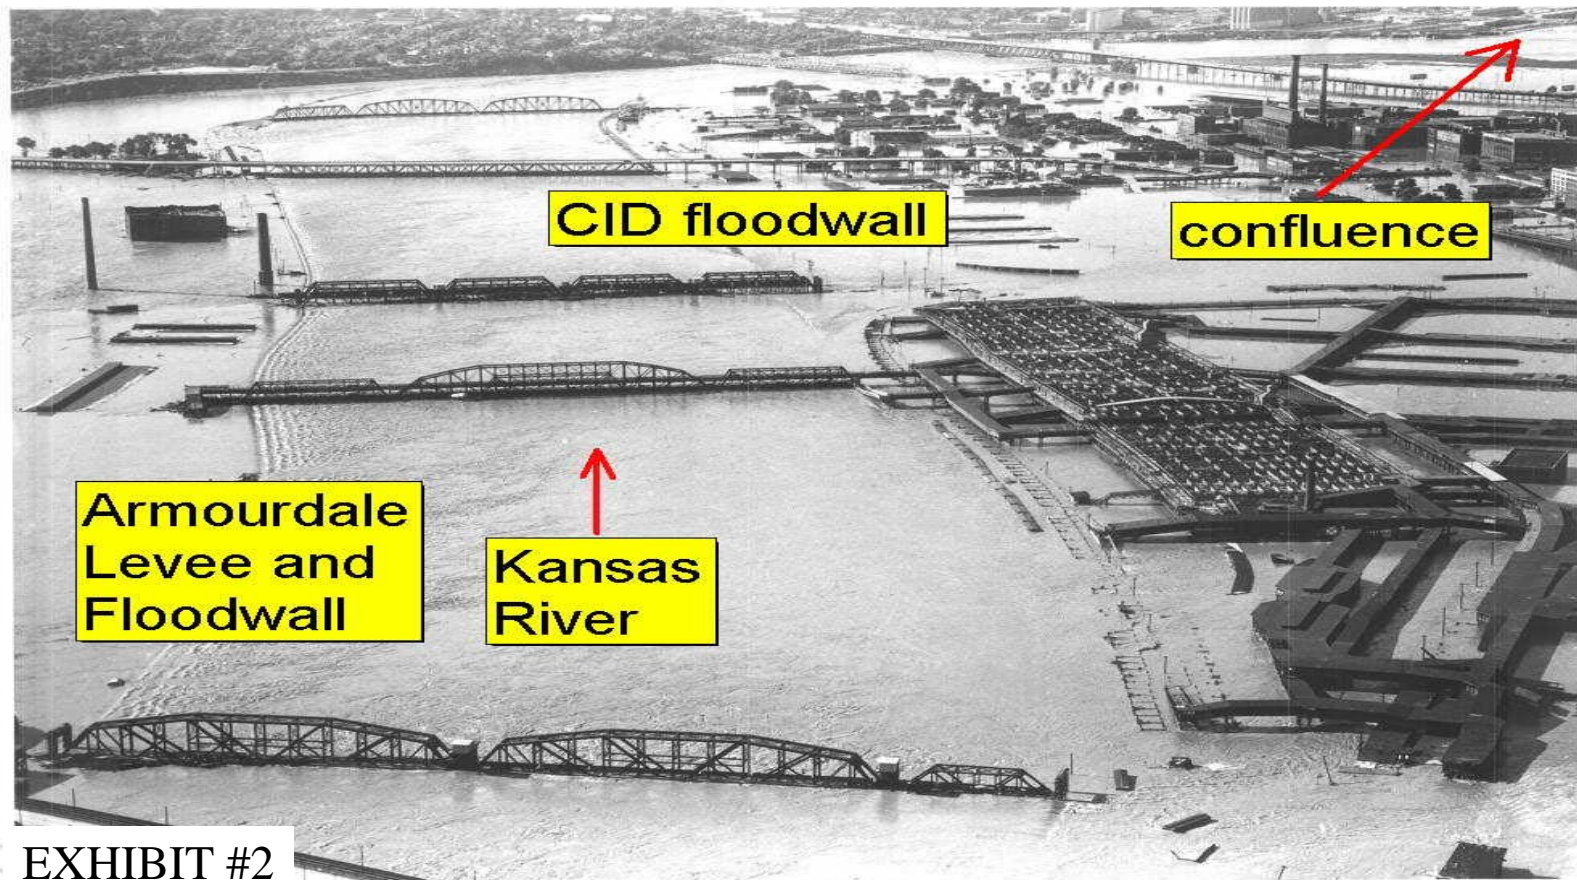 CID floodwall
confluence
Armourdale
Levee and
Floodwall
Kansas
River
EXHIBIT #2